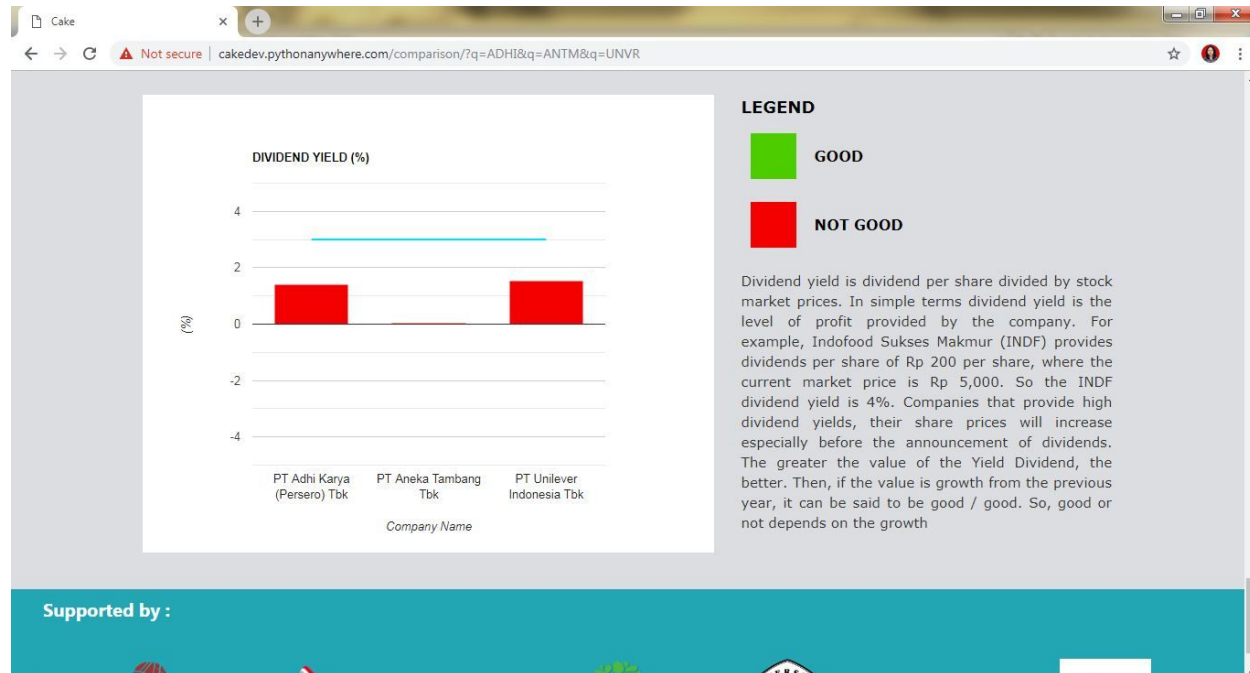 Cake
Not secure | cakedev.pythonanywhere.com/comparison/?q=ADHI&q=ANTM&q=UNVR
DIVIDEND YIELD (%)
4
2
0
-2
-4
(%)
PT Adhi Karya
(Persero) Tbk
PT Aneka Tambang
Tbk
PT Unilever
Indonesia Tbk
Company Name
LEGEND
GOOD
NOT GOOD
Dividend yield is dividend per share divided by stock
market prices. In simple terms dividend yield is the
level of profit provided by the company. For
example, Indofood Sukses Makmur (INDF) provides
dividends per share of Rp 200 per share, where the
current market price is Rp 5,000. So the INDF
dividend yield is 4%. Companies that provide high
dividend yields, their share prices will increase
especially before the announcement of dividends.
The greater the value of the Yield Dividend, the
better. Then, if the value is growth from the previous
year, it can be said to be good / good. So, good or
not depends on the growth
Supported by :